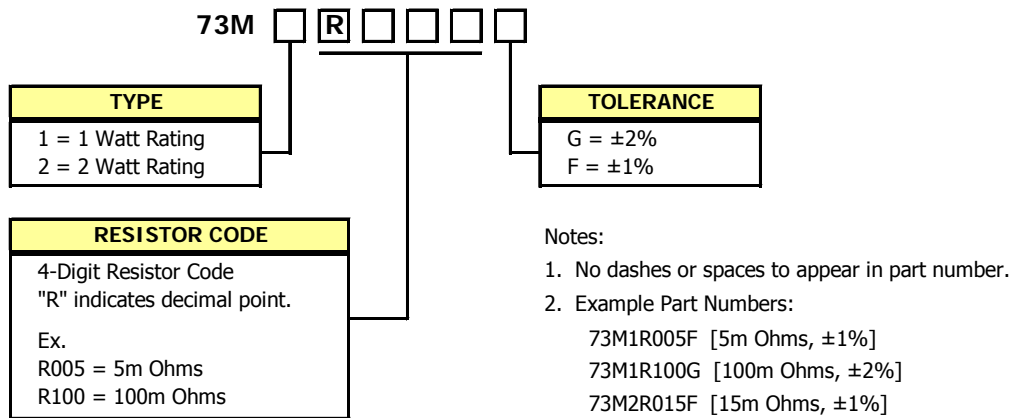 73M R
TYPE
1 = 1 Watt Rating
2 = 2 Watt Rating
TOLERANCE
G = ±2%
F = ±1%
RESISTOR CODE
4-Digit Resistor Code
"R" indicates decimal point.
Ex.
R005 = 5m Ohms
R100 = 100m Ohms
Notes:
1. No dashes or spaces to appear in part number.
2. Example Part Numbers:
73M1R005F [5m Ohms, ±1%]
73M1R100G [100m Ohms, ±2%]
73M2R015F [15m Ohms, ±1%]